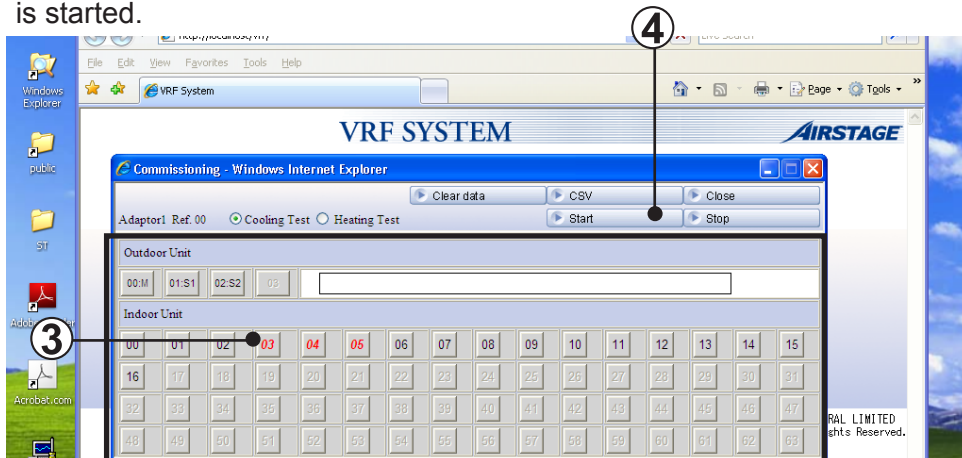 is started.
4
File Edit View Favorites Tools Help
VRF System
Page Tools
Windows
Explorer
public
ST
Acrobat.com
VRF SYSTEM
AIRSTAGE
Commissioning - Windows Internet Explorer
Clear data CSV Close
Adaptor1 Ref. 00 Cooling Test Heating Test Start Stop
Outdoor Unit
00:M 01:S1 02:S2 03
Indoor Unit
3
00 01 02 03 04 05 06 07 08 09 10 11 12 13 14 15
16 17 18 19 20 21 22 23 24 25 26 27 28 29 30 31
32 33 34 35 36 37 38 39 40 41 42 43 44 45 46 47
48 49 50 51 52 53 54 55 56 57 58 59 60 61 62 63
RAL LIMITED
ghts Reserved.